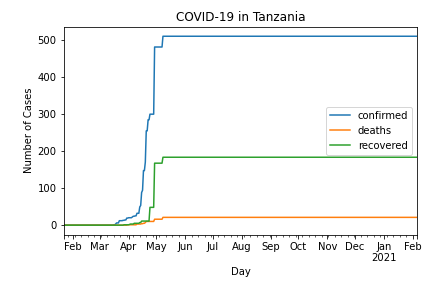 COVID-19 in Tanzania
Number of Cases
500
400
300
200
100
0
confirmed
deaths
recovered
Feb Mar Apr May Jun Jul Aug Sep Oct Nov Dec Jan Feb
2021
Day